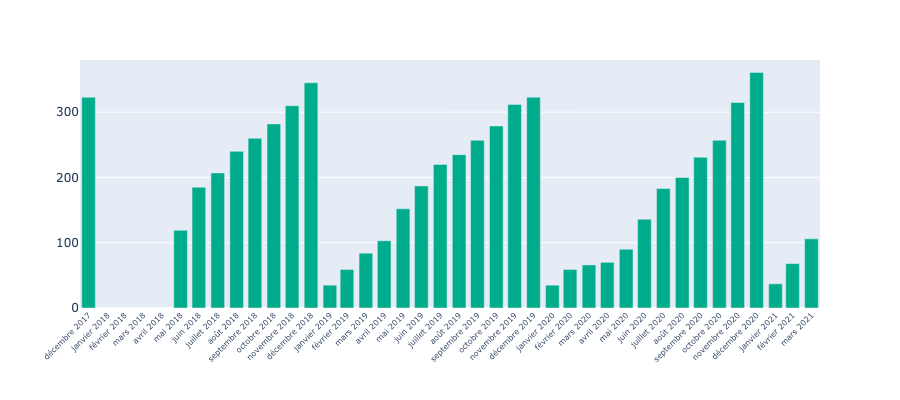 300
200
100
0
décembre 2017
janvier 2018
février 2018
mars 2018
avril 2018
mai 2018
juin 2018
juillet 2018
août 2018
septembre 2018
octobre 2018
novembre 2018
décembre 2018
janvier 2019
février 2019
mars 2019
avril 2019
mai 2019
juin 2019
juillet 2019
août 2019
septembre 2019
octobre 2019
novembre 2019
décembre 2019
janvier 2020
février 2020
mars 2020
avril 2020
mai 2020
juin 2020
juillet 2020
août 2020
septembre 2020
octobre 2020
novembre 2020
décembre 2020
janvier 2021
février 2021
mars 2021